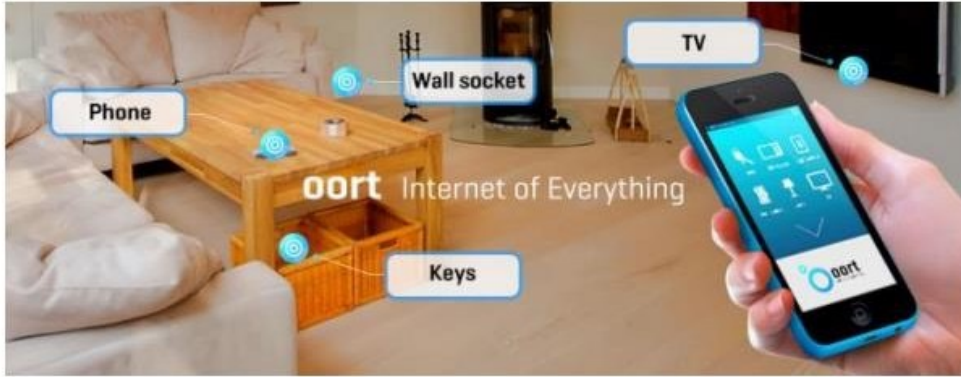 TV
Wall socket
Phone
oort Internet of Everything
Keys
oort